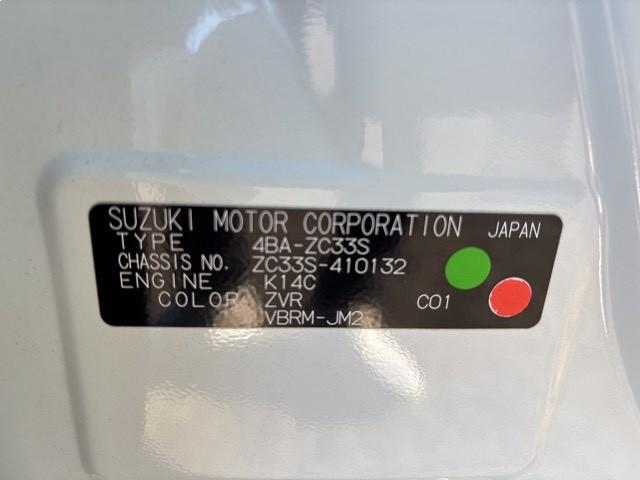 SUZUKI MOTOR CORPORATION JAPAN
TYPE 4BA-ZC33S
CHASSIS NO. ZC33S-410132
ENGINE K14C
COLOR ZVR C01
VBRM-JM2